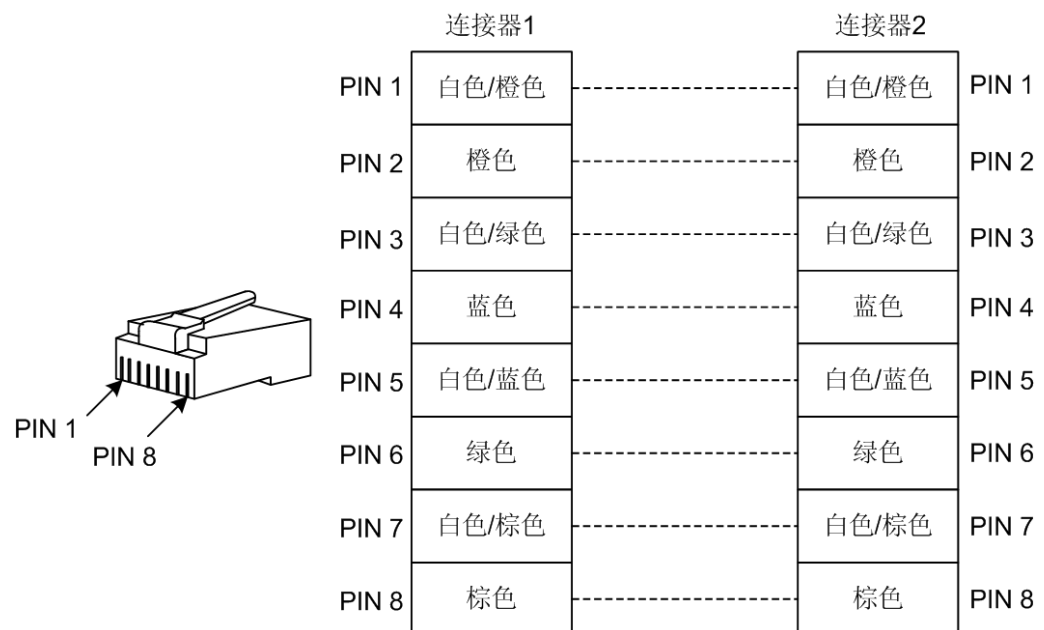 连接器1 连接器2
PIN 1 白色/橙色 白色/橙色 PIN 1
PIN 2 橙色 橙色 PIN 2
PIN 3 白色/绿色 白色/绿色 PIN 3
PIN 4 蓝色 蓝色 PIN 4
PIN 5 白色/蓝色 白色/蓝色 PIN 5
PIN 6 绿色 绿色 PIN 6
PIN 7 白色/棕色 白色/棕色 PIN 7
PIN 8 棕色 棕色 PIN 8
PIN 1
PIN 8